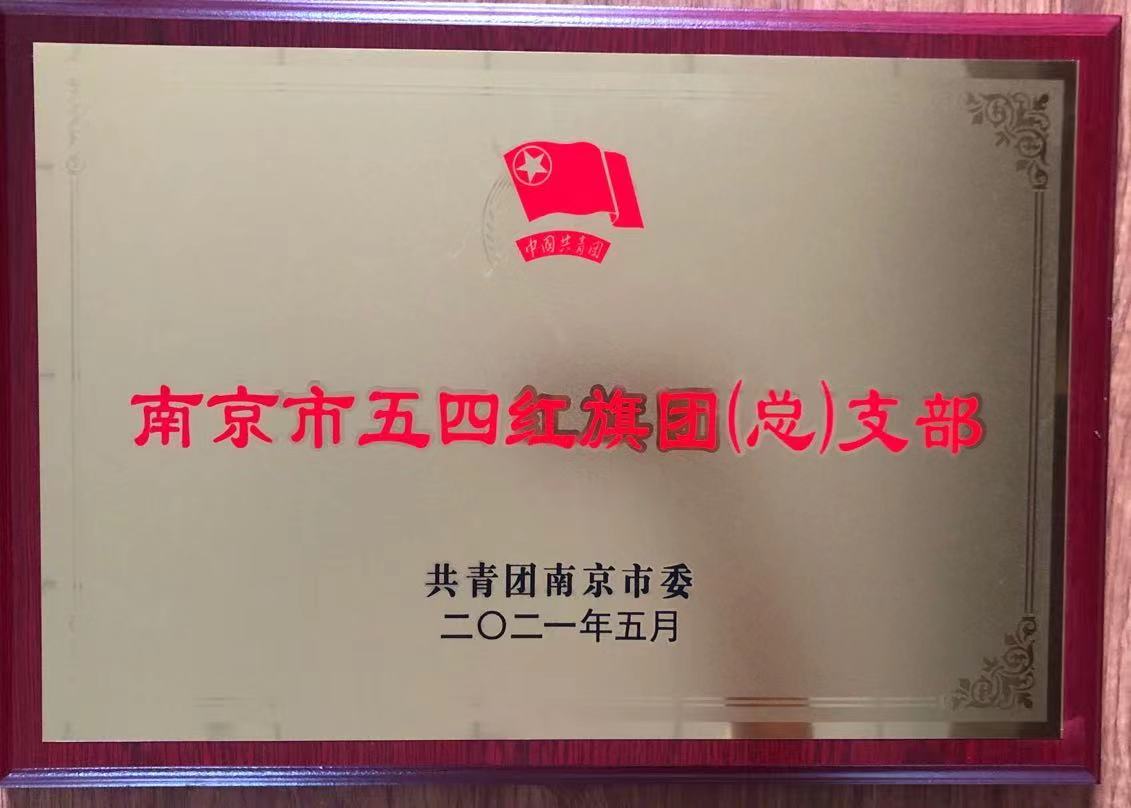 中国共青团
南京市五四红旗团(总)支部
共青团南京市委
二〇二一年五月